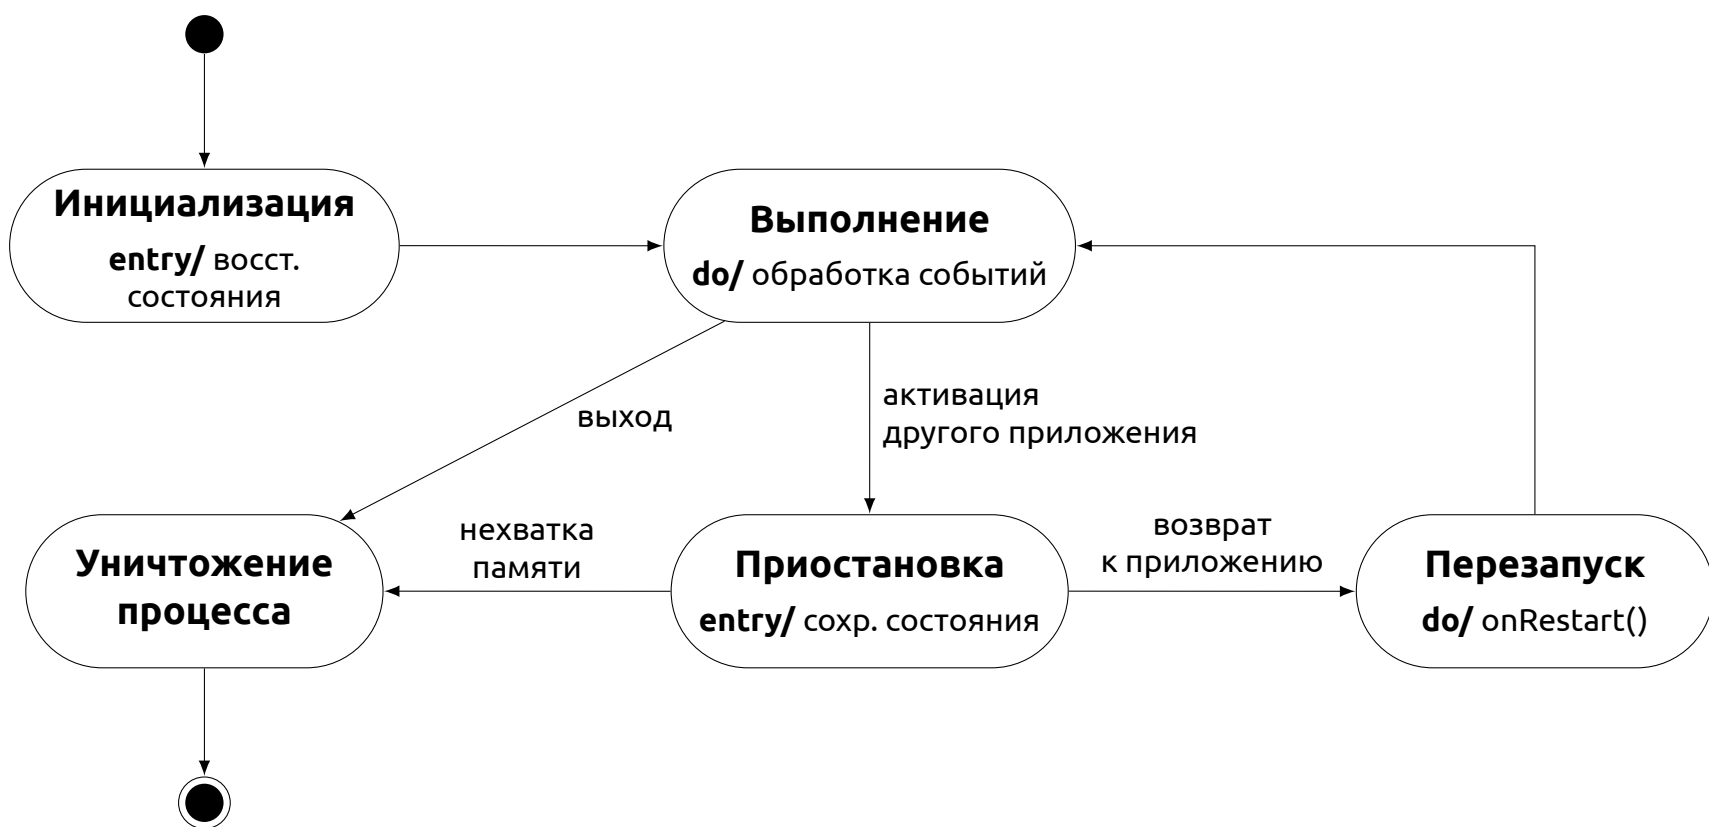 Инициализация
entry/ восст.
состояния
Выполнение
do/ обработка событий
выход
активация
другого приложения
Уничтожение
процесса
нехватка
памяти
Приостановка
entry/ сохр. состояния
возврат
к приложению
Перезапуск
do/ onRestart()